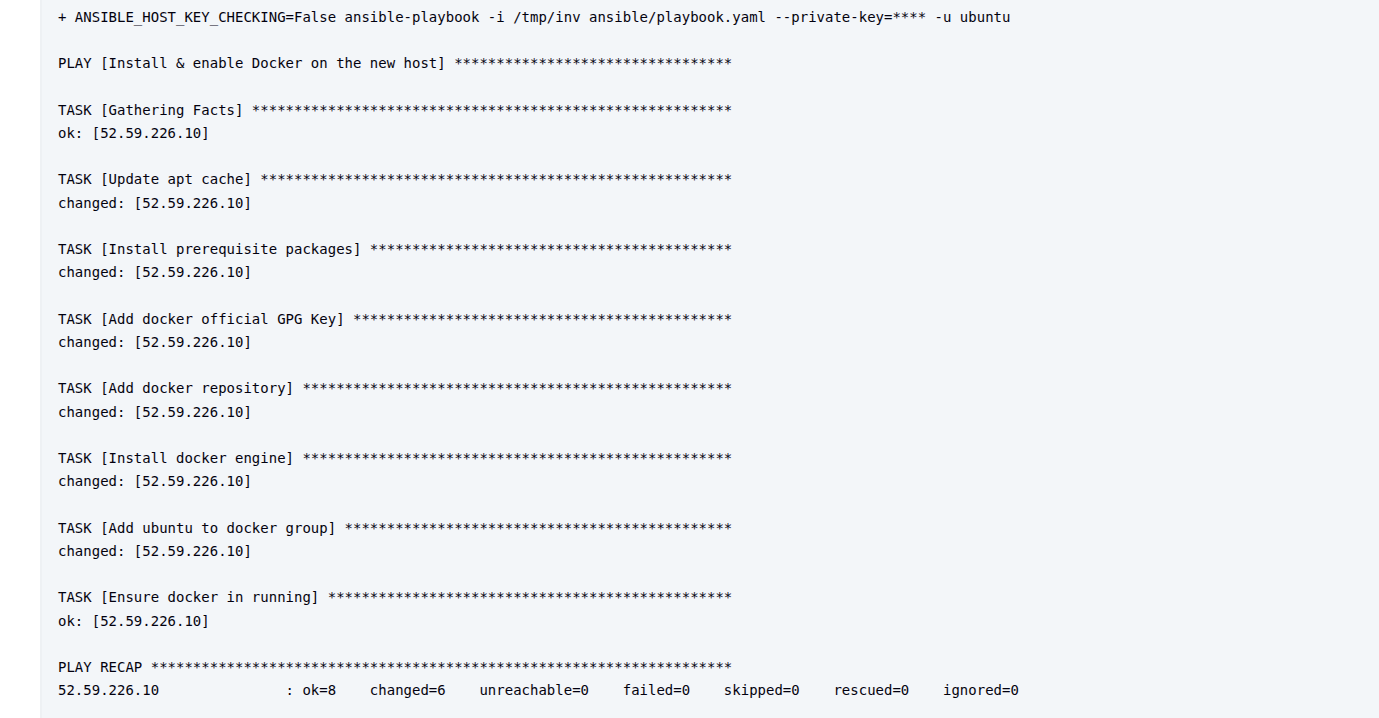 + ANSIBLE_HOST_KEY_CHECKING=False ansible-playbook -i /tmp/inv ansible/playbook.yaml --private-key=**** -u ubuntu
PLAY [Install & enable Docker on the new host] *********************************
TASK [Gathering Facts] *********************************************************
ok: [52.59.226.10]
TASK [Update apt cache] ********************************************************
changed: [52.59.226.10]
TASK [Install prerequisite packages] *******************************************
changed: [52.59.226.10]
TASK [Add docker official GPG Key] *********************************************
changed: [52.59.226.10]
TASK [Add docker repository] ***************************************************
changed: [52.59.226.10]
TASK [Install docker engine] ***************************************************
changed: [52.59.226.10]
TASK [Add ubuntu to docker group] **********************************************
changed: [52.59.226.10]
TASK [Ensure docker in running] ************************************************
ok: [52.59.226.10]
PLAY RECAP *********************************************************************
52.59.226.10               : ok=8    changed=6    unreachable=0    failed=0    skipped=0    rescued=0    ignored=0